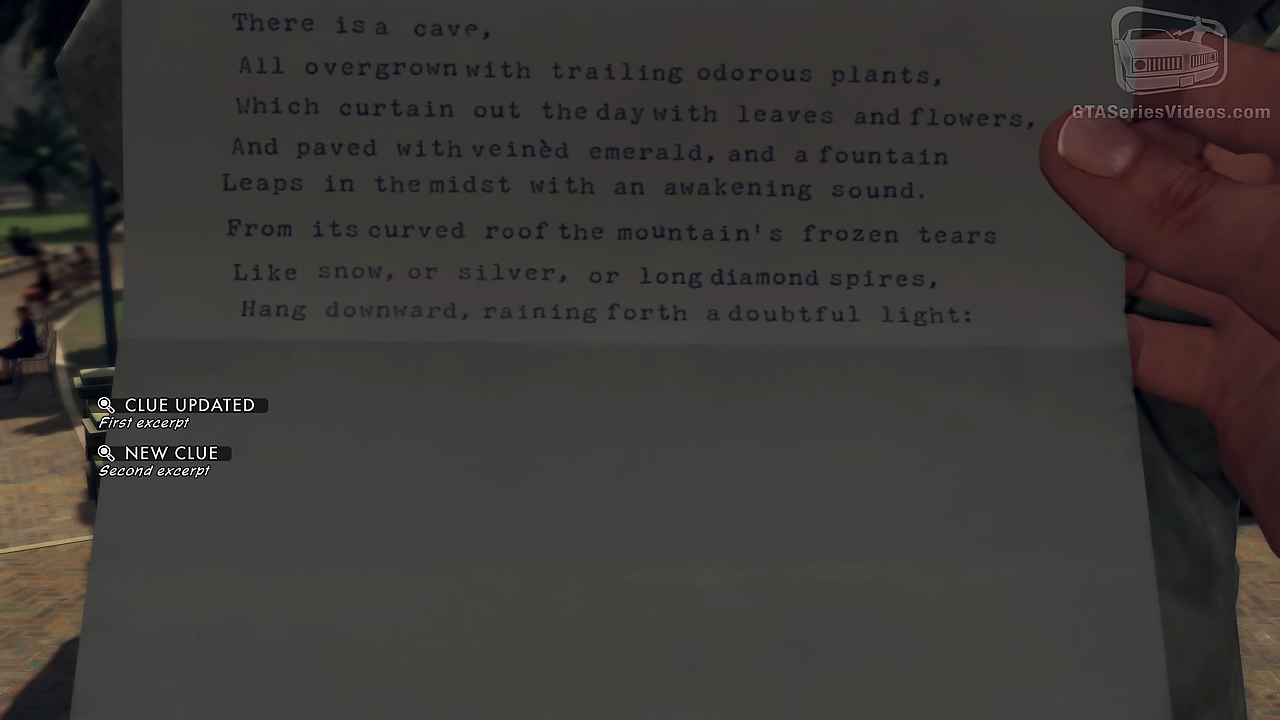 There is a cave,
All overgrown with trailing odorous plants,
Which curtain out the day with leaves and flowers,
And paved with veinèd emerald, and a fountain
Leaps in the midst with an awakening sound.
From its curved roof the mountain's frozen tears
Like snow, or silver, or long diamond spires,
Hang downward, raining forth a doubtful light:
GTASeriesVideos.com
CLUE UPDATED
First excerpt
NEW CLUE
Second excerpt